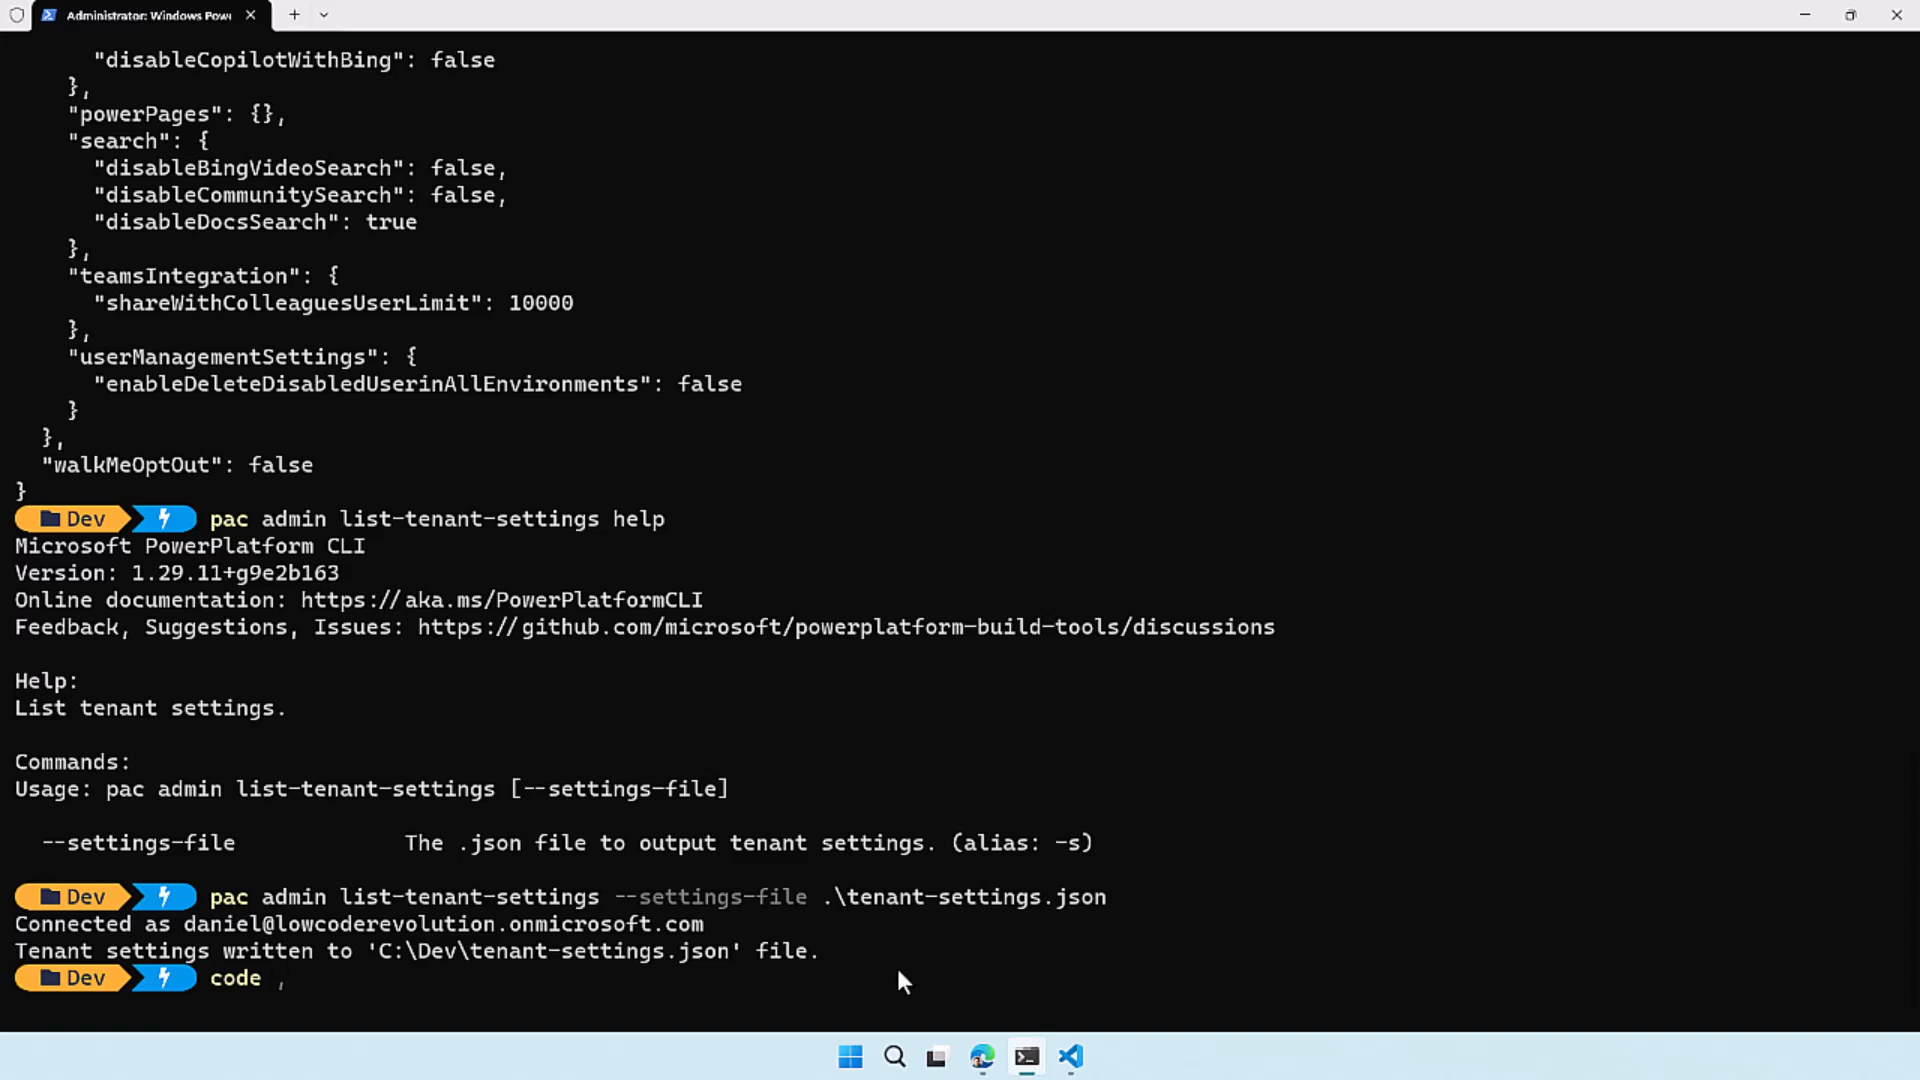 Administrator: Windows Pow
"disableCopilotWithBing": false
},
"powerPages": {},
"search": {
"disableBingVideoSearch": false,
"disableCommunitySearch": false,
"disableDocsSearch": true
},
"teamsIntegration": {
"shareWithColleaguesUserLimit": 10000
},
"userManagementSettings": {
"enableDeleteDisabledUserinAllEnvironments": false
}
},
"walkMeOptOut": false
}
Dev pac admin list-tenant-settings help
Microsoft PowerPlatform CLI
Version: 1.29.11+g9e2b163
Online documentation: https://aka.ms/PowerPlatformCLI
Feedback, Suggestions, Issues: https://github.com/microsoft/powerplatform-build-tools/discussions
Help:
List tenant settings.
Commands:
Usage: pac admin list-tenant-settings [--settings-file]
--settings-file The .json file to output tenant settings. (alias: -s)
Dev pac admin list-tenant-settings --settings-file .\tenant-settings.json
Connected as daniel@lowcoderevolution.onmicrosoft.com
Tenant settings written to 'C:\Dev\tenant-settings.json' file.
Dev code ,